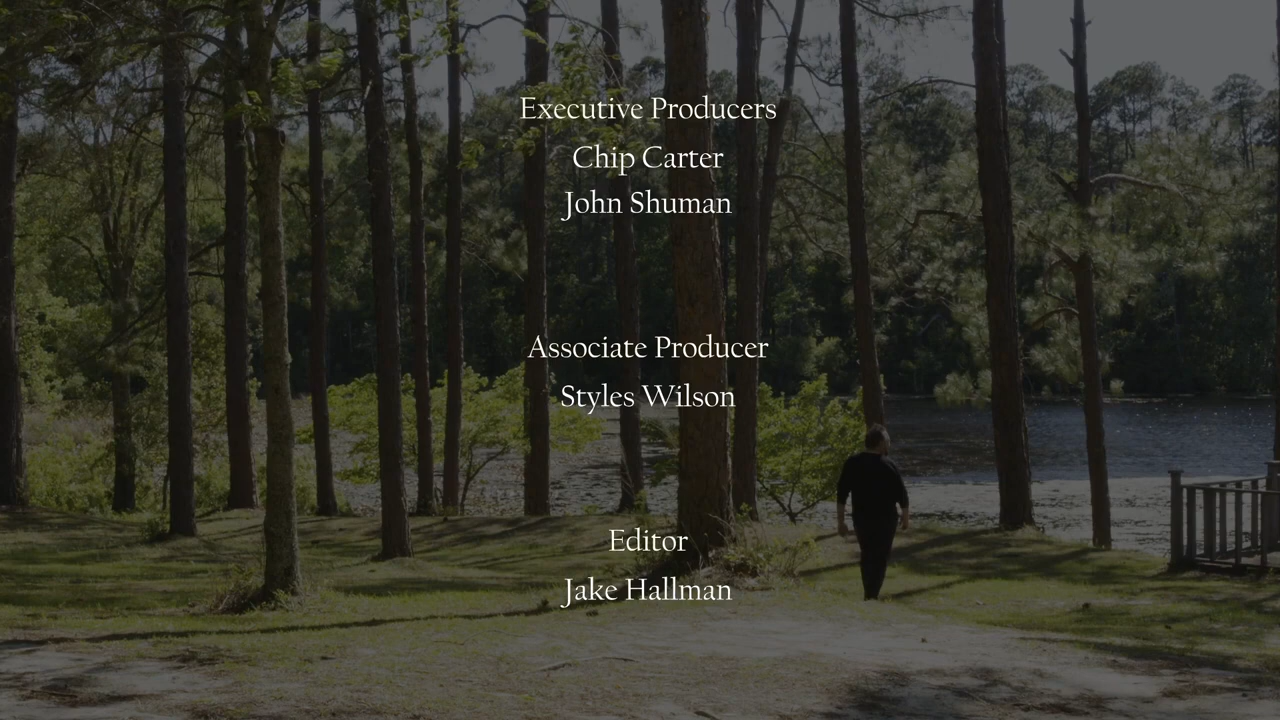 Executive Producers
Chip Carter
John Shuman
Associate Producer
Styles Wilson
Editor
Jake Hallman